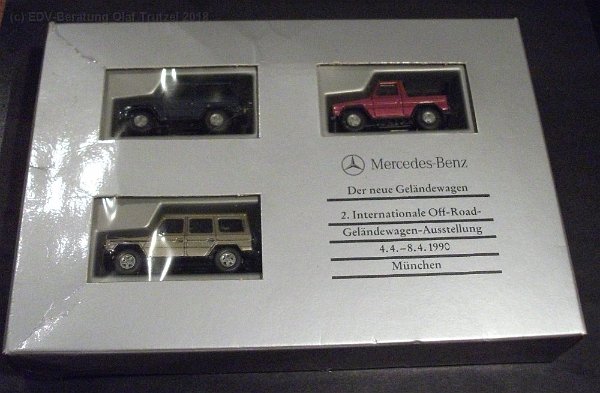 (c) EDV-Beratung Olaf Trutzel 2018
Mercedes-Benz
Der neue Geländewagen
2. Internationale Off-Road-
Geländewagen-Ausstellung
4.4.–8.4.1990
München